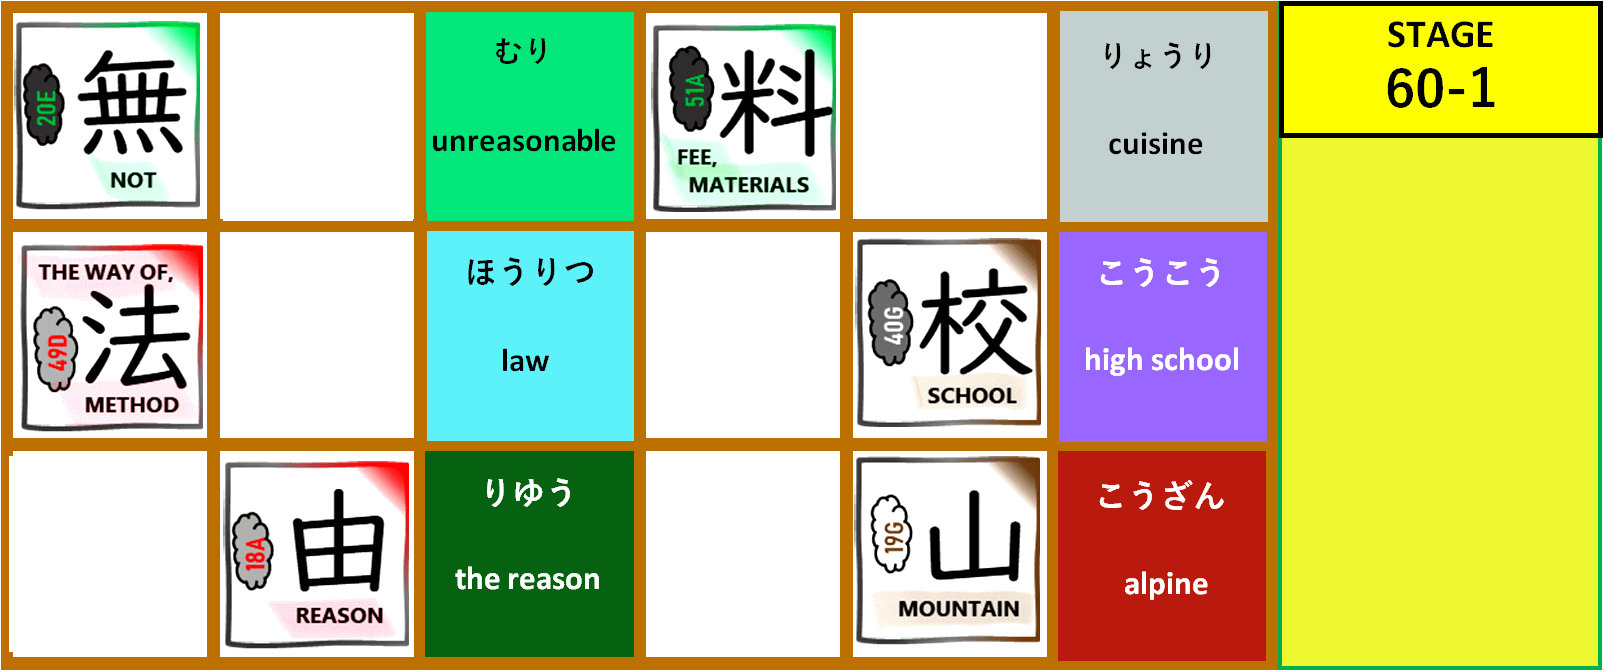 20E
無
NOT
むり
unreasonable
51A
料
FEE,
MATERIALS
りょうり
cuisine
STAGE
60-1
THE WAY OF,
49D
法
METHOD
ほうりつ
law
40G
校
SCHOOL
こうこう
high school
18A
由
REASON
りゆう
the reason
19G
山
MOUNTAIN
こうざん
alpine